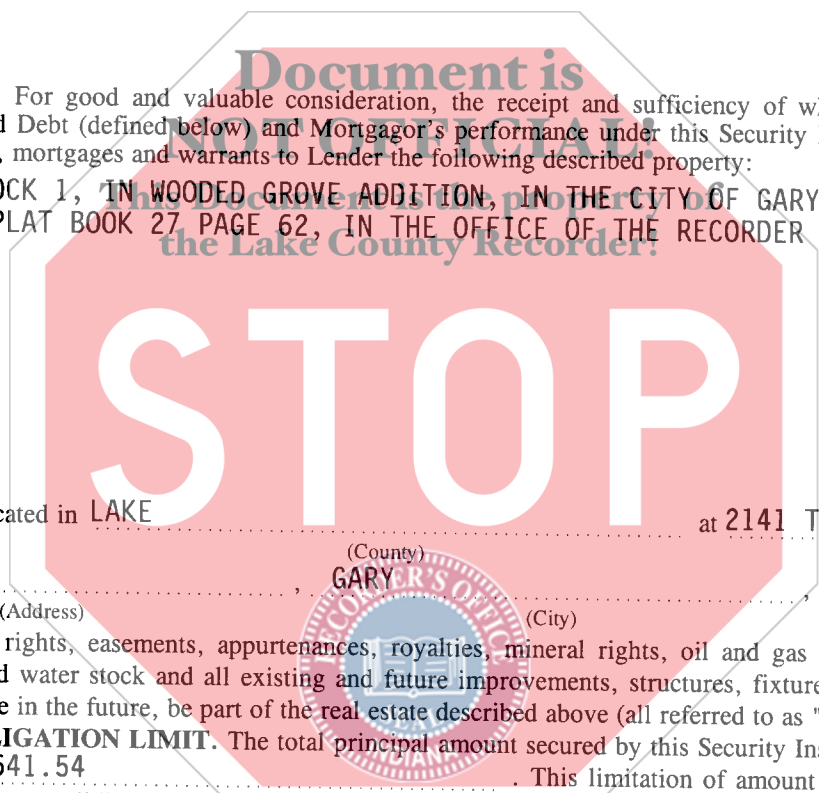 Document is
For good and valuable consideration, the receipt and sufficiency of
NOT OFFICIAL!
Debt (defined below) and Mortgagor's performance under this Security
, mortgages and warrants to Lender the following described property:
OCK 1, IN WOODED GROVE ADDITION, IN THE CITY OF GARY
This Document is the property of
PLAT BOOK 27 PAGE 62, IN THE OFFICE OF THE RECORDER
the Lake County Recorder!
STOP
cated in LAKE at 2141 T
(County)
, GARY ,
(Address) (City)
rights, easements, appurtenances, royalties, mineral rights, oil and gas
water stock and all existing and future improvements, structures,
e in the future, be part of the real estate described above (all referred to as "
IGATION LIMIT. The total principal amount secured by this Security
641.54 . This limitation of amount
RECORDER'S OFFICE
INDIANA